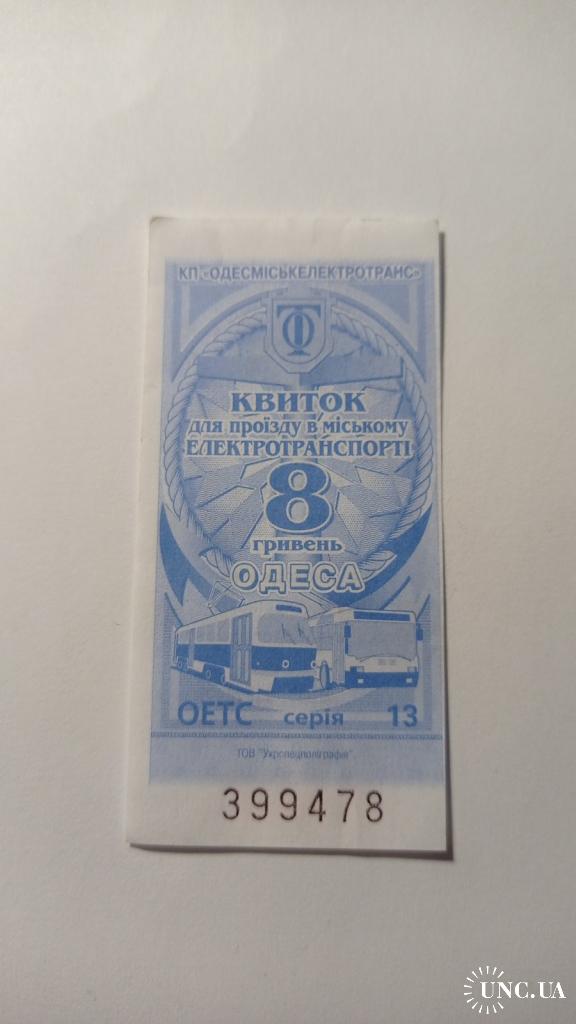 КП «ОДЕСМІСЬКЕЛЕКТРОТРАНС»
КВИТОК
для проїзду в міському
ЕЛЕКТРОТРАНСПОРТІ
8
гривень
ОДЕСА
ОЕТС серія 13
ТОВ "Укрспецполіграфія".
399478
UNC.UA